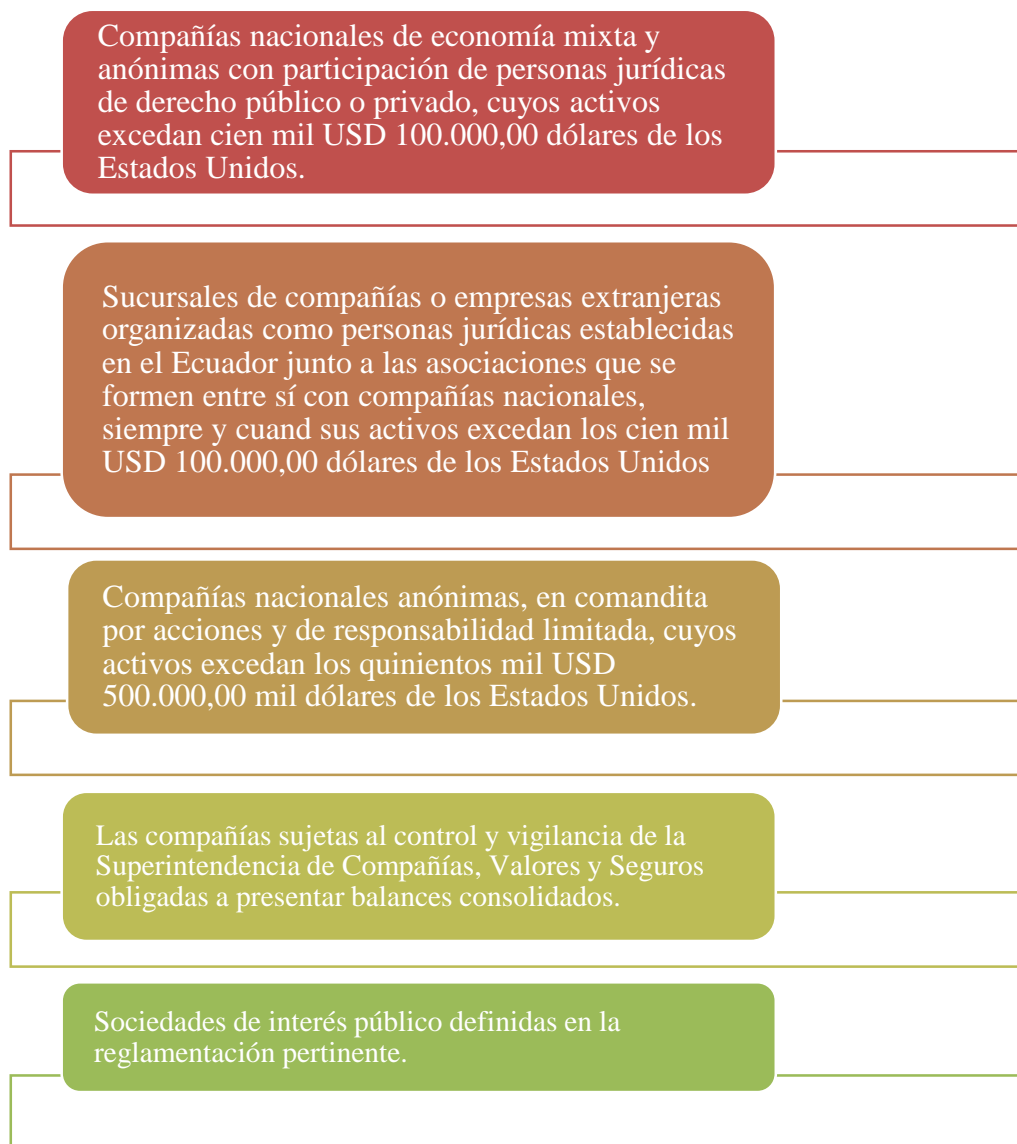 Compañías nacionales de economía mixta y
anónimas con participación de personas jurídicas
de derecho público o privado, cuyos activos
excedan cien mil USD 100.000,00 dólares de los
Estados Unidos.
Sucursales de compañías o empresas extranjeras
organizadas como personas jurídicas establecidas
en el Ecuador junto a las asociaciones que se
formen entre sí con compañías nacionales,
siempre y cuand sus activos excedan los cien mil
USD 100.000,00 dólares de los Estados Unidos
Compañías nacionales anónimas, en comandita
por acciones y de responsabilidad limitada, cuyos
activos excedan los quinientos mil USD
500.000,00 mil dólares de los Estados Unidos.
Las compañías sujetas al control y vigilancia de la
Superintendencia de Compañías, Valores y Seguros
obligadas a presentar balances consolidados.
Sociedades de interés público definidas en la
reglamentación pertinente.